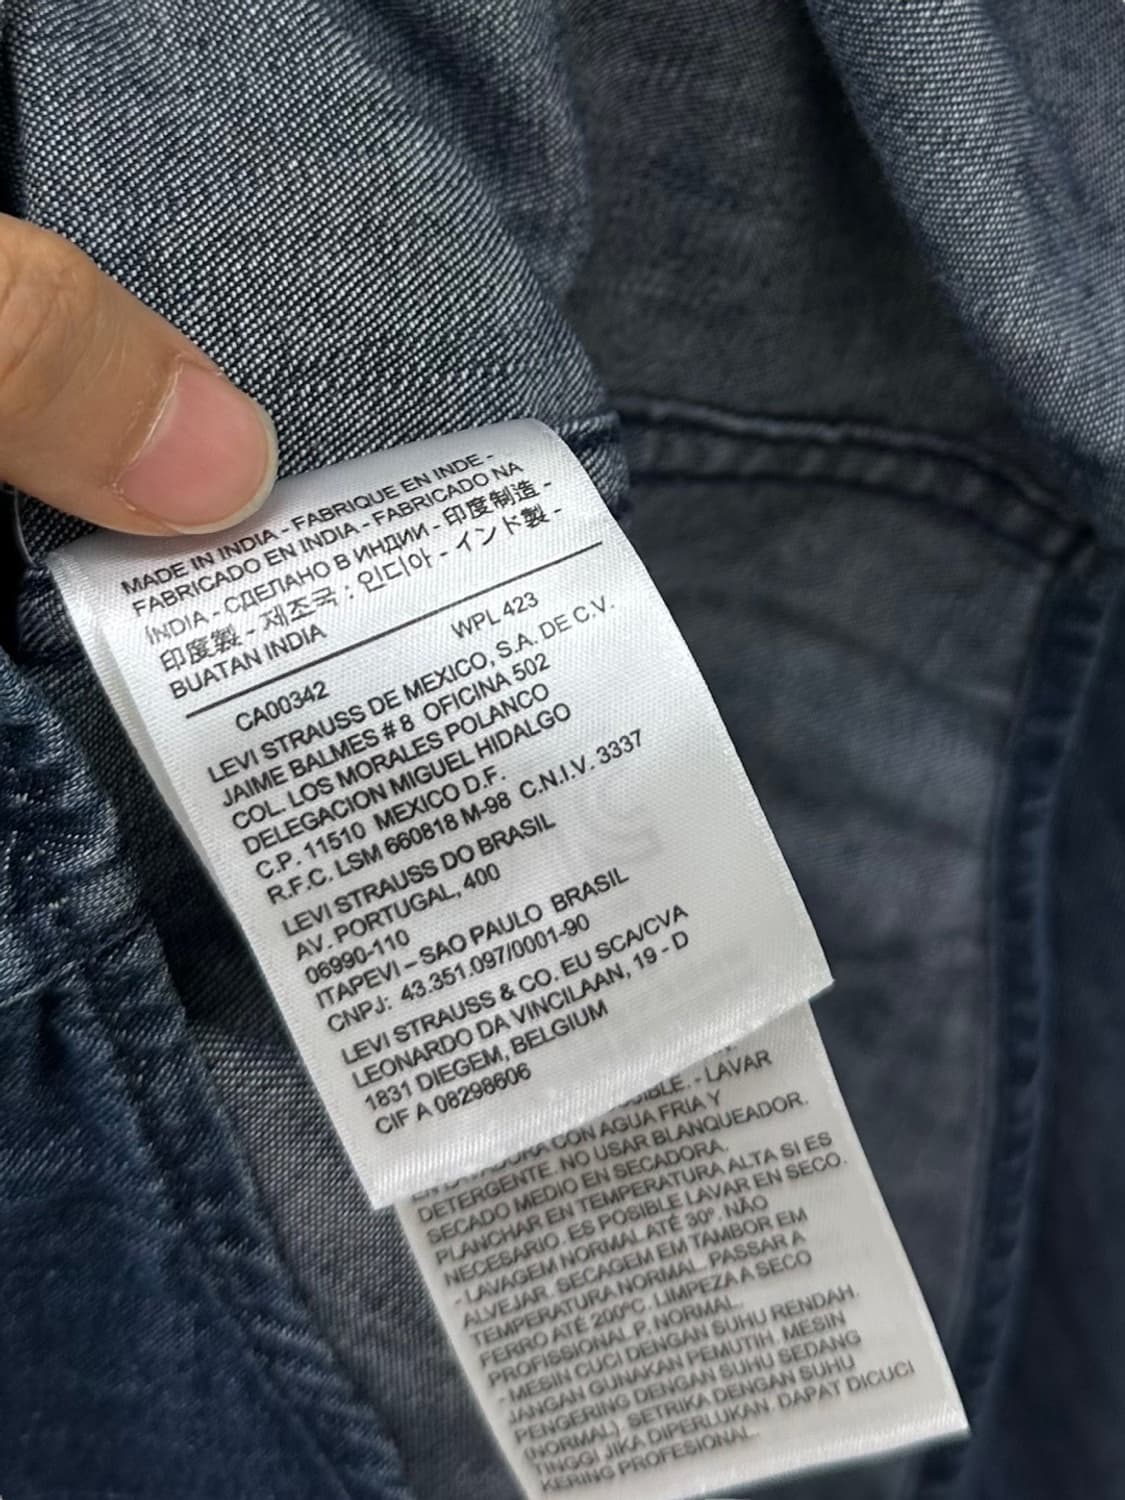 MADE IN INDIA - FABRIQUE EN INDE -
FABRICADO EN INDIA - FABRICADO NA
ÍNDIA - СДЕЛАНО В ИНДИИ - 印度制造 -
印度製 - 제조국 : 인디아 - インド製 -
BUATAN INDIA
WPL 423
CA00342
LEVI STRAUSS DE MEXICO, S.A. DE C.V.
JAIME BALMES # 8 OFICINA 502
COL. LOS MORALES POLANCO
DELEGACION MIGUEL HIDALGO
C.P. 11510 MEXICO D.F.
R.F.C. LSM 660818 M-98 C.N.I.V. 3337
LEVI STRAUSS DO BRASIL
AV. PORTUGAL, 400
06990-110
ITAPEVI – SAO PAULO BRASIL
CNPJ: 43.351.097/0001-90
LEVI STRAUSS & CO. EU SCA/CVA
LEONARDO DA VINCILAAN, 19 - D
1831 DIEGEM, BELGIUM
CIF A 08298606
- LAVAR
CON AGUA FRIA Y
DETERGENTE. NO USAR BLANQUEADOR.
SECADO MEDIO EN SECADORA.
PLANCHAR EN TEMPERATURA ALTA SI ES
NECESARIO. ES POSIBLE LAVAR EN SECO.
- LAVAGEM NORMAL ATÉ 30º. NÃO
ALVEJAR. SECAGEM EM TAMBOR EM
TEMPERATURA NORMAL. PASSAR A
FERRO ATÉ 200ºC. LIMPEZA A SECO
PROFISSIONAL P. NORMAL.
- MESIN CUCI DENGAN SUHU RENDAH.
JANGAN GUNAKAN PEMUTIH. MESIN
PENGERING DENGAN SUHU SEDANG
(NORMAL). SETRIKA DENGAN SUHU
TINGGI JIKA DIPERLUKAN. DAPAT DICUCI
KERING PROFESIONAL.